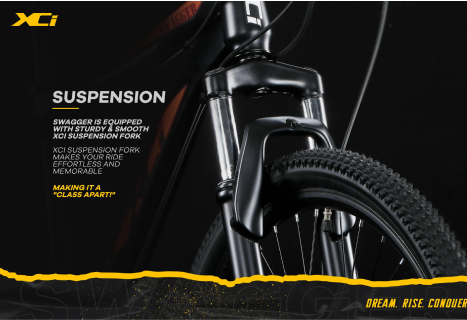 XCi
SUSPENSION
SWAGGER IS EQUIPPED
WITH STURDY & SMOOTH
XCI SUSPENSION FORK
XCI SUSPENSION FORK
MAKES YOUR RIDE
EFFORTLESS AND
MEMORABLE
MAKING IT A
"CLASS APART!"
DREAM. RISE. CONQUER